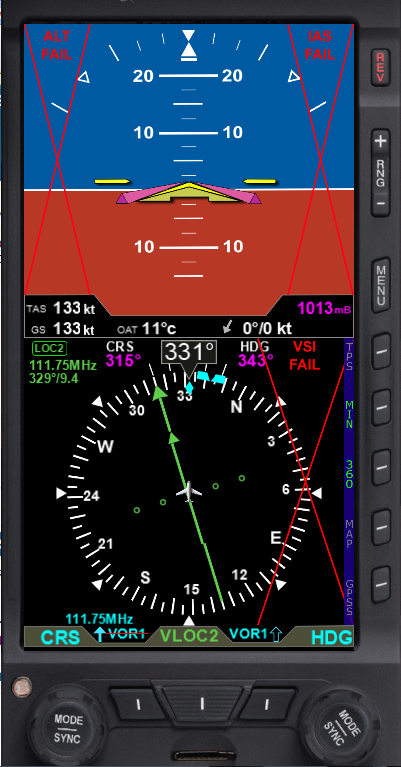 ALT FAIL
IAS FAIL
REV
20 20
10 10
RNG
10 10
MENU
TAS 133 kt
1013mB
GS 133 kt OAT 11°c 0°/0 kt
LOC2
CRS 315°
331°
HDG 343°
VSI FAIL
TPS
111.75MHz
329°/9.4
33
30
N
MIN
W
3
360
24
6
21
E
MAP
S
15
12
GPSS
111.75MHz
CRS VOR1 VLOC2 VOR1 HDG
MODE SYNC
MODE SYNC